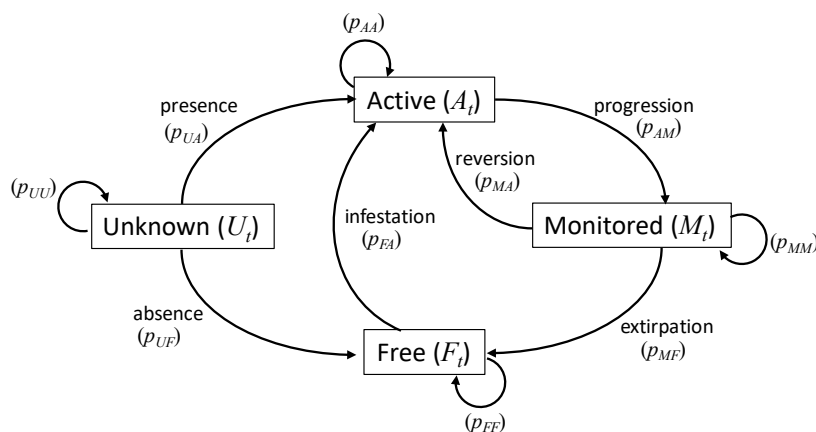 (p_AA)
Active (A_t)
presence
(p_UA)
progression
(p_AM)
reversion
(p_MA)
(p_UU)
Unknown (U_t)
infestation
(p_FA)
Monitored (M_t)
(p_MM)
absence
(p_UF)
extirpation
(p_MF)
Free (F_t)
(p_FF)